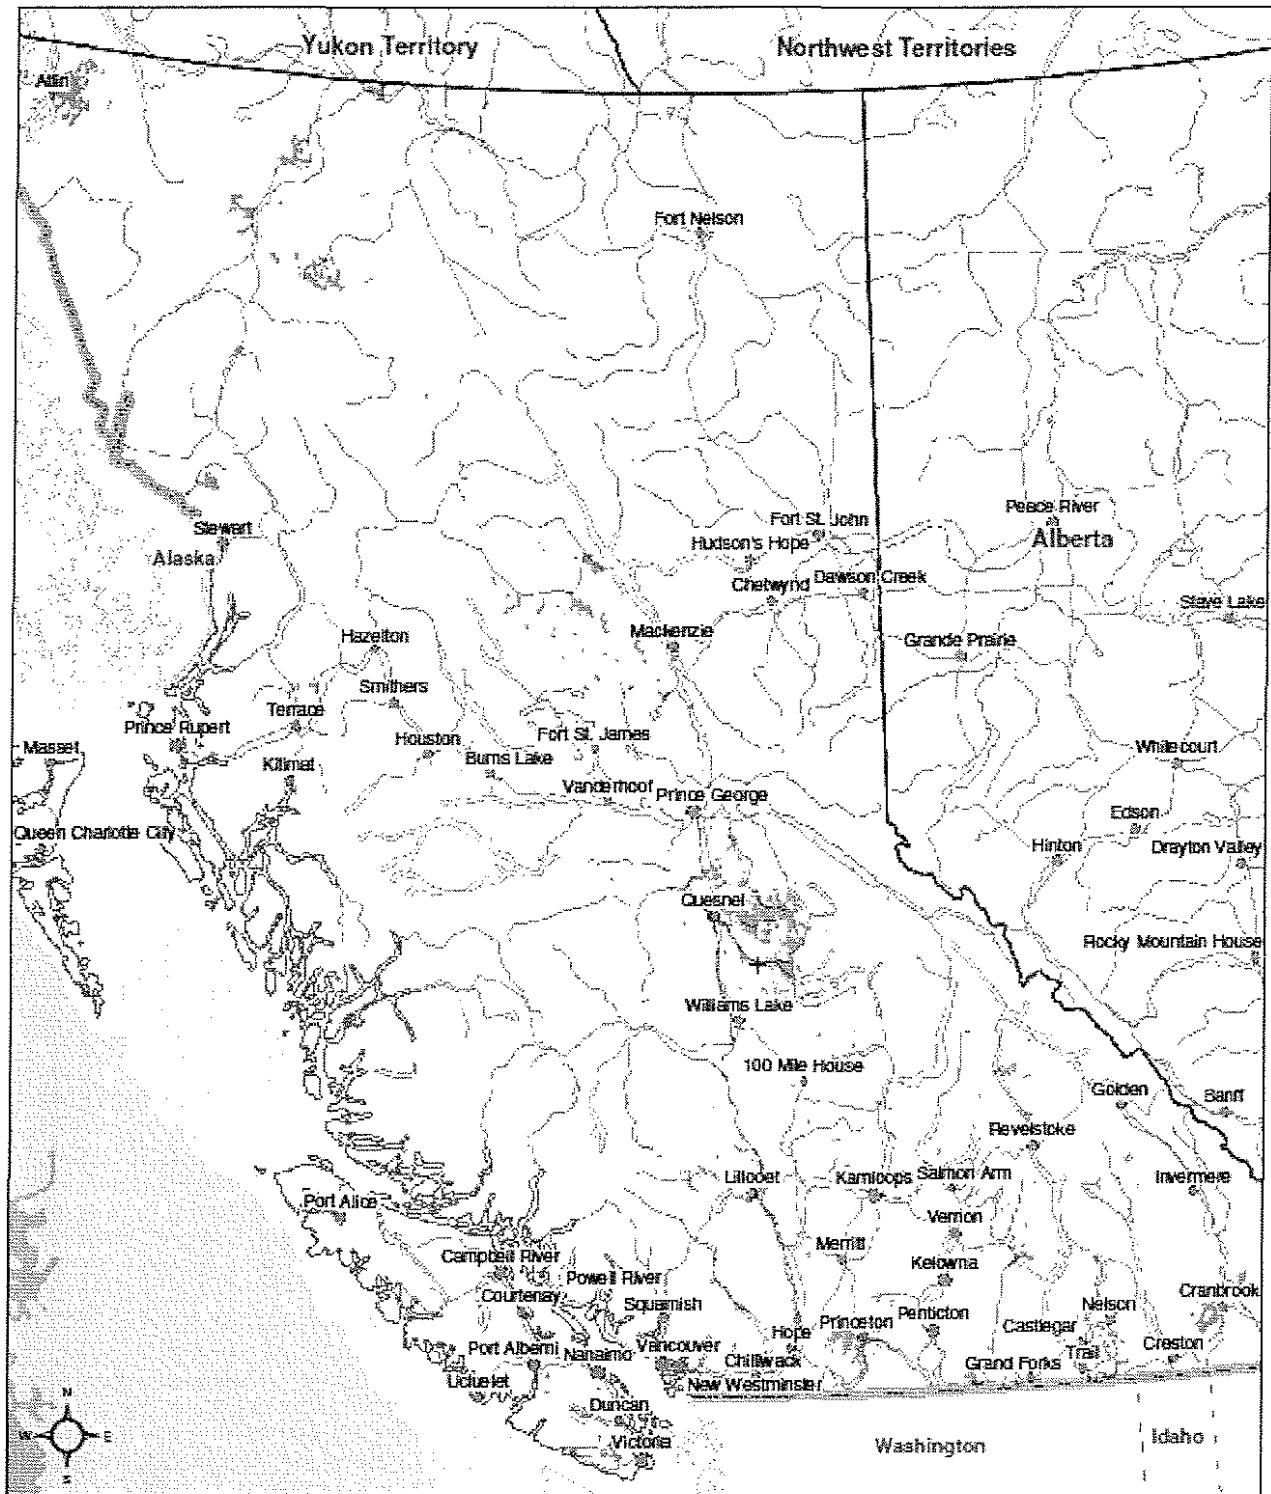 Yukon Territory
Northwest Territories
Atlin
Fort Nelson
Peace River
Fort St. John
Stewart
Alberta
Hudson's Hope
Alaska
Chetwynd
Dawson Creek
Slave Lake
Hazelton
Mackenzie
Grande Prairie
Smithers
Terrace
Prince Rupert
Fort St. James
Houston
Masset
Whitecourt
Burns Lake
Kitimat
Vanderhoof
Prince George
Edson
Queen Charlotte City
Hinton
Drayton Valley
Quesnel
Rocky Mountain House
Williams Lake
100 Mile House
Golden
Banff
Revelstoke
Lillooet
Kamloops
Salmon Arm
Invermere
Port Alice
Vernon
Merritt
Campbell River
Kelowna
Powell River
Cranbrook
Courtenay
Squamish
Nelson
Penticton
Princeton
Castlegar
Hope
Port Alberni
Nanaimo
Vancouver
Trail
Creston
Chilliwack
Grand Forks
Ucluelet
New Westminster
N
Duncan
W
E
Victoria
Washington
Idaho
S